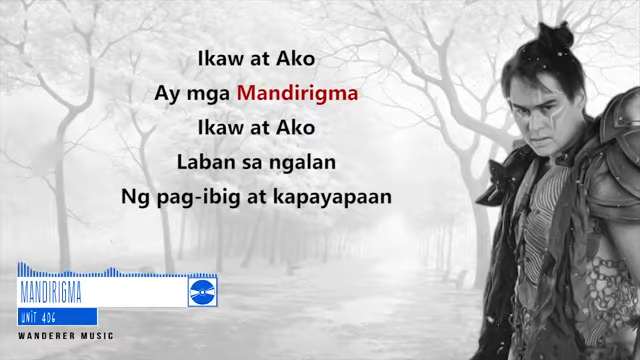 Ikaw at Ako
Ay mga Mandirigma
Ikaw at Ako
Laban sa ngalan
Ng pag-ibig at kapayapaan
MANDIRIGMA
UNIT 406
WANDERER MUSIC